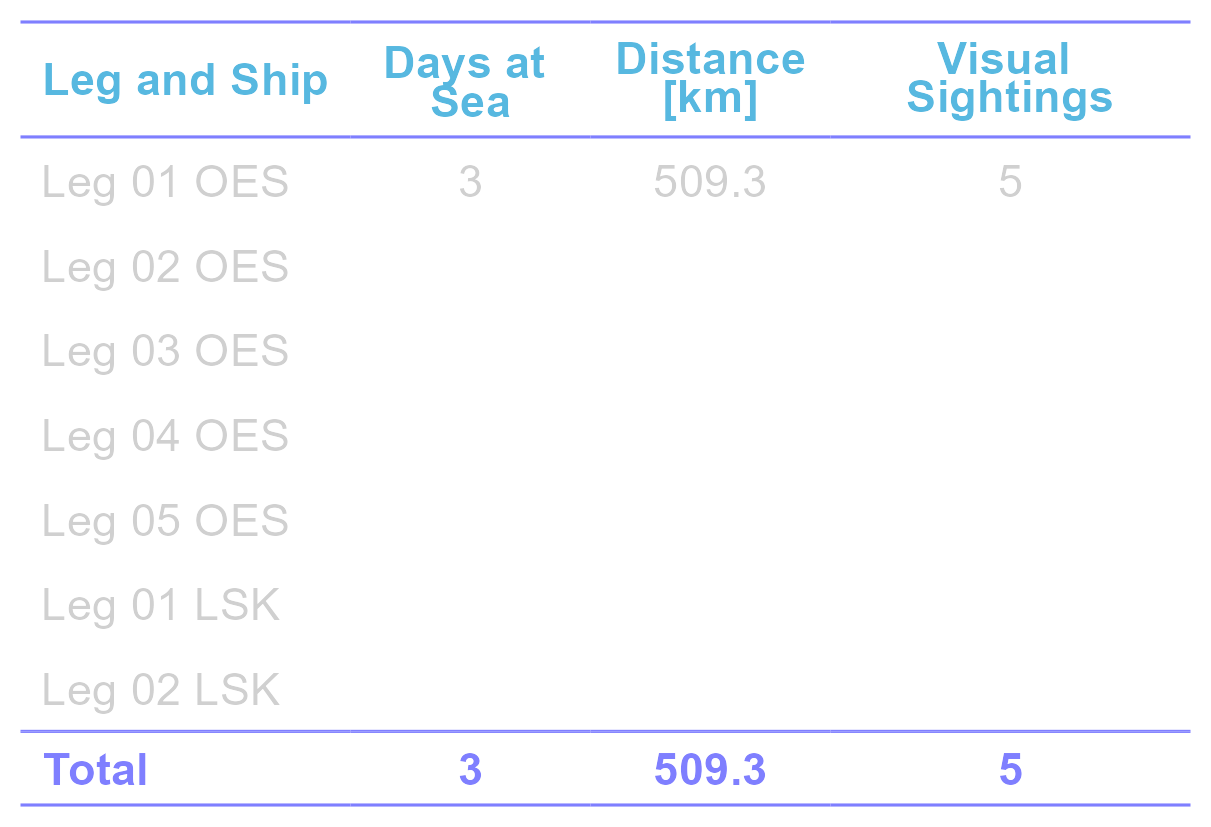 Leg and Ship Days at Sea Distance [km] Visual Sightings
Leg 01 OES 3 509.3 5
Leg 02 OES
Leg 03 OES
Leg 04 OES
Leg 05 OES
Leg 01 LSK
Leg 02 LSK
Total 3 509.3 5